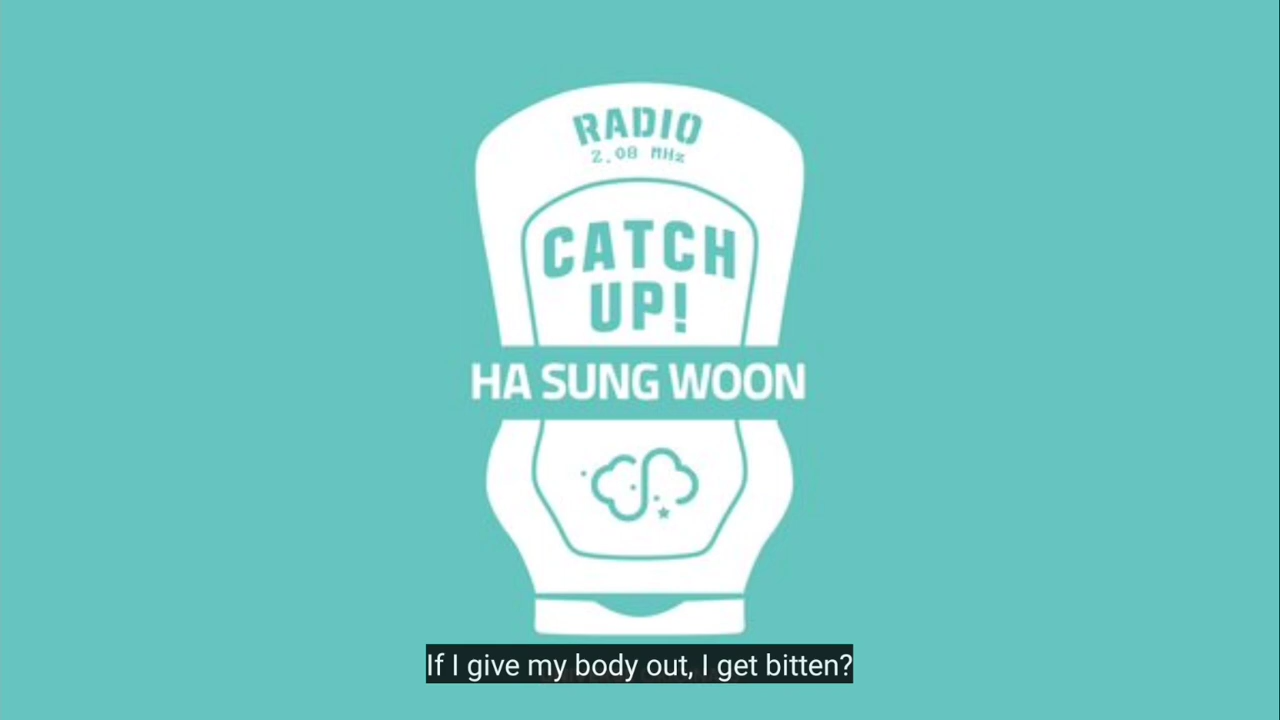 RADIO
2.08 MHz
CATCH
UP!
HA SUNG WOON
If I give my body out, I get bitten?